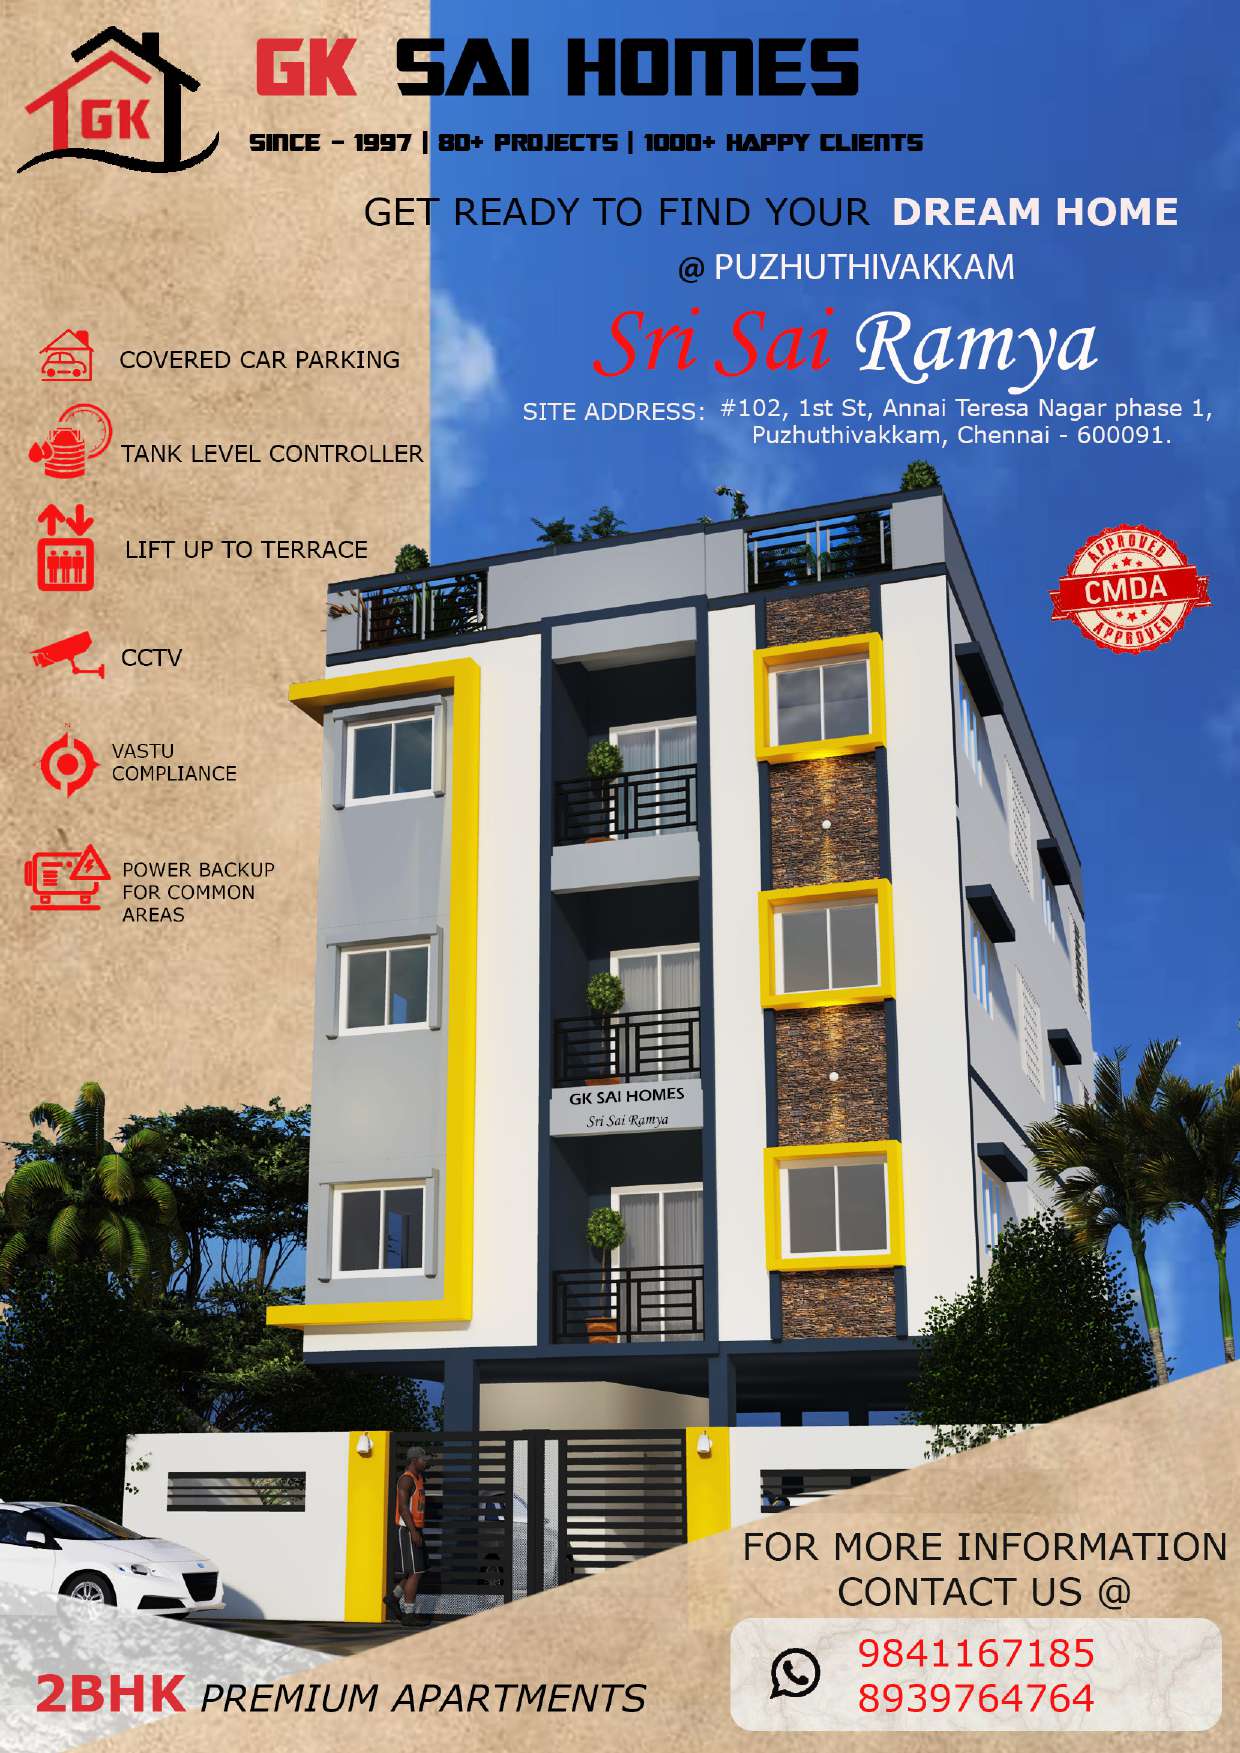 GK
GK SAI HOMES
SINCE - 1997 | 80+ PROJECTS | 1000+ HAPPY CLIENTS
GET READY TO FIND YOUR DREAM HOME
@ PUZHUTHIVAKKAM
Sri Sai Ramya
SITE ADDRESS: #102, 1st St, Annai Teresa Nagar phase 1,
Puzhuthivakkam, Chennai - 600091.
COVERED CAR PARKING
TANK LEVEL CONTROLLER
LIFT UP TO TERRACE
CCTV
N
VASTU
COMPLIANCE
POWER BACKUP
FOR COMMON
AREAS
APPROVED
CMDA
APPROVED
GK SAI HOMES
Sri Sai Ramya
FOR MORE INFORMATION
CONTACT US @
9841167185
8939764764
2BHK PREMIUM APARTMENTS